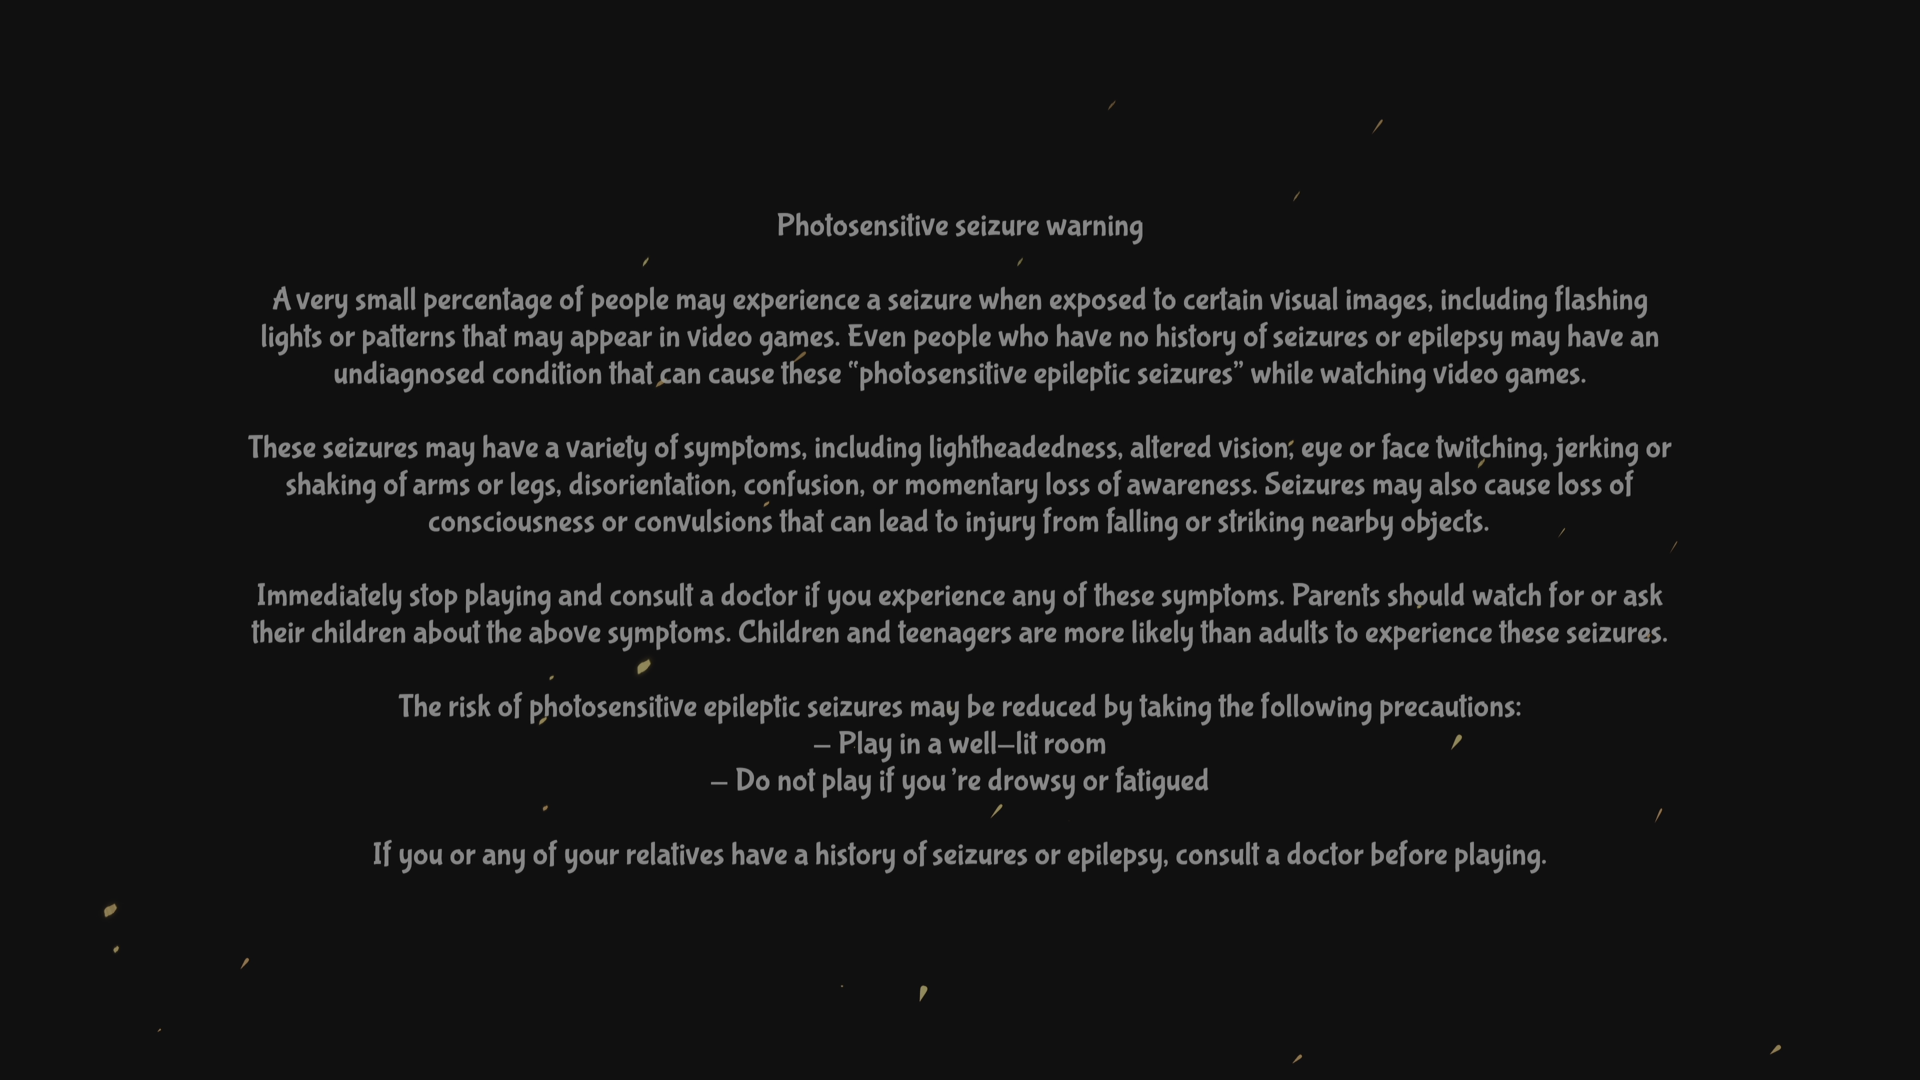 Photosensitive seizure warning
A very small percentage of people may experience a seizure when exposed to certain visual images, including flashing
lights or patterns that may appear in video games. Even people who have no history of seizures or epilepsy may have an
undiagnosed condition that can cause these “photosensitive epileptic seizures” while watching video games.
These seizures may have a variety of symptoms, including lightheadedness, altered vision, eye or face twitching, jerking or
shaking of arms or legs, disorientation, confusion, or momentary loss of awareness. Seizures may also cause loss of
consciousness or convulsions that can lead to injury from falling or striking nearby objects.
Immediately stop playing and consult a doctor if you experience any of these symptoms. Parents should watch for or ask
their children about the above symptoms. Children and teenagers are more likely than adults to experience these seizures.
The risk of photosensitive epileptic seizures may be reduced by taking the following precautions:
– Play in a well–lit room
– Do not play if you’re drowsy or fatigued
If you or any of your relatives have a history of seizures or epilepsy, consult a doctor before playing.